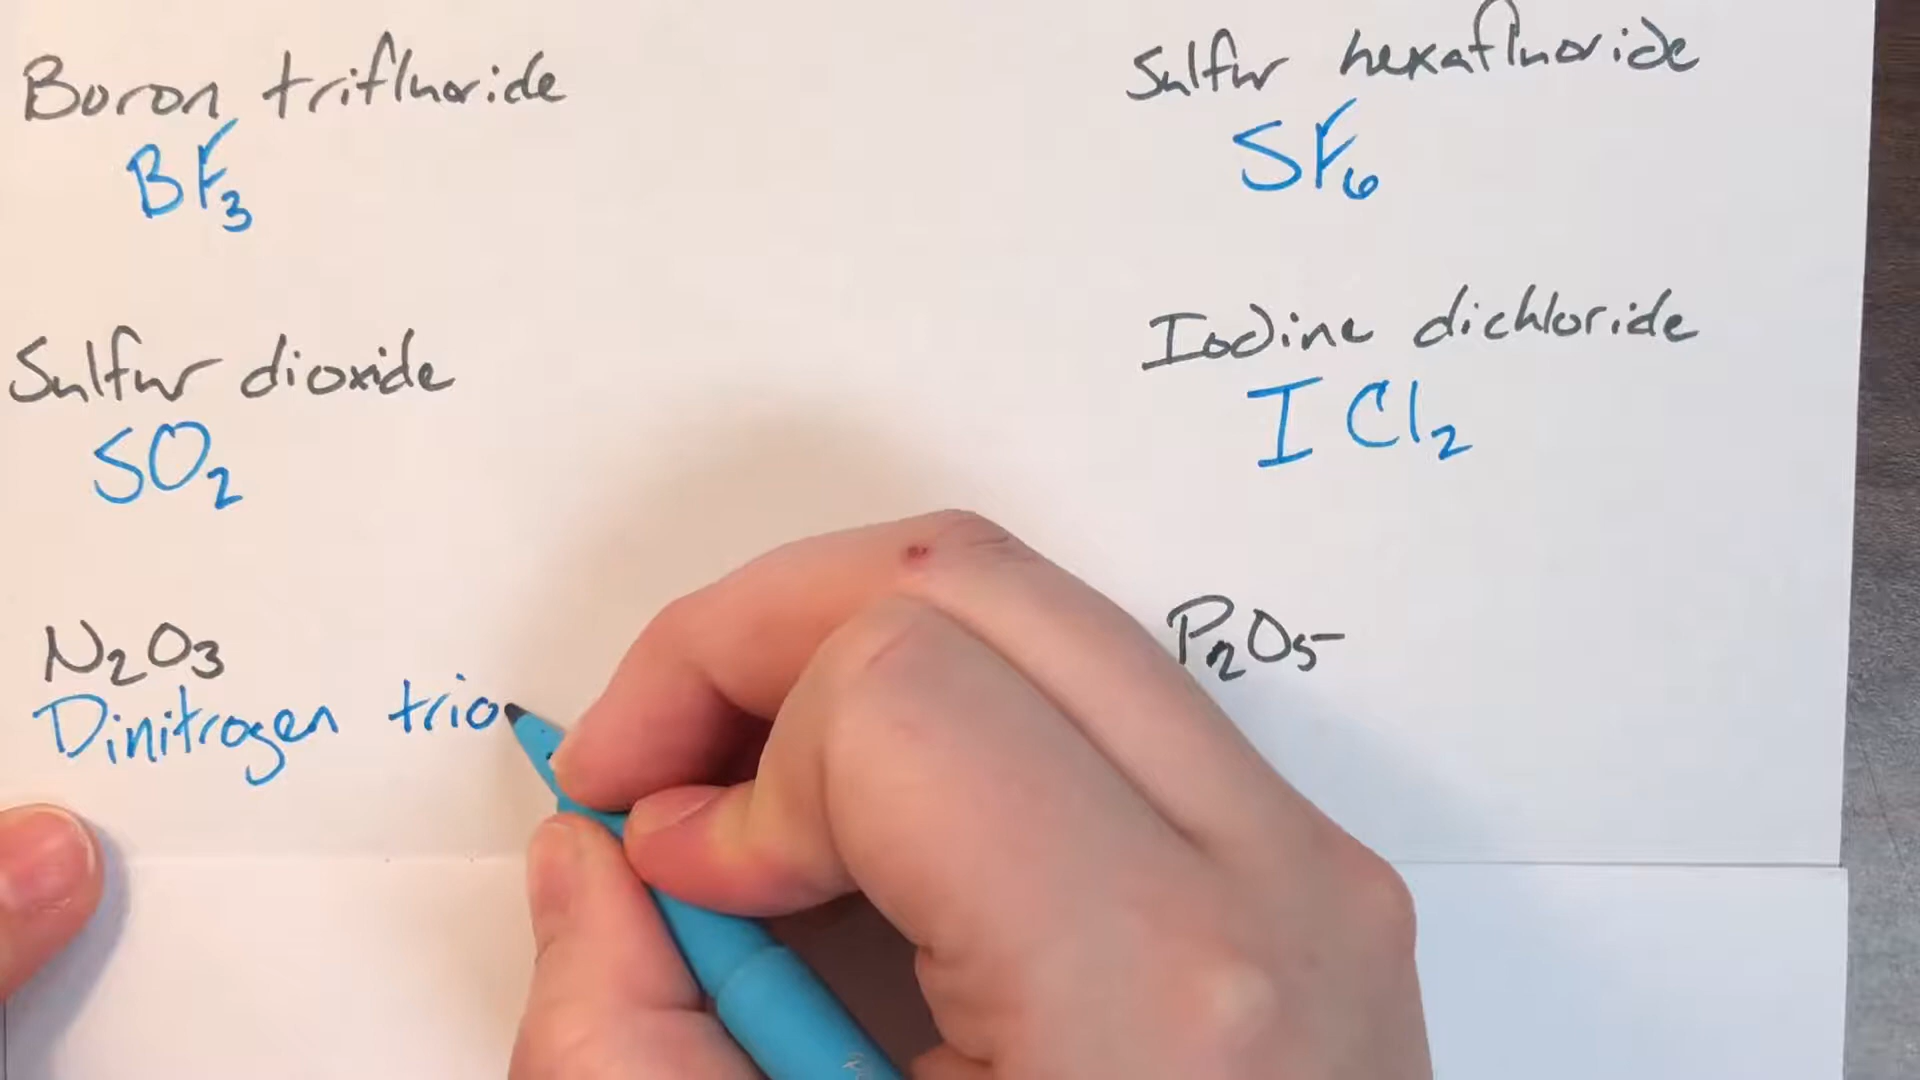 Boron trifluoride
BF3
Sulfur hexafluoride
SF6
Sulfur dioxide
SO2
Iodine dichloride
ICl2
N2O3
Dinitrogen trio
P2O5